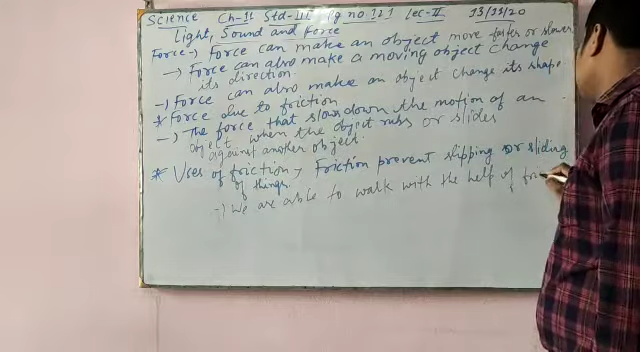 Science Ch-11 Std-III Pg no 121 Lec-II 13/11/20
Light, Sound and Force
Force -> Force can make an object move faster or slower
-> Force can also make a moving object change
its direction.
-> Force can also make an object change its shape
* Force due to friction
-> The force that slows down the motion of an
object when the object rubs or slides
against another object.
* Uses of friction -> Friction prevent slipping or sliding
of things.
-> We are able to walk with the help of fri